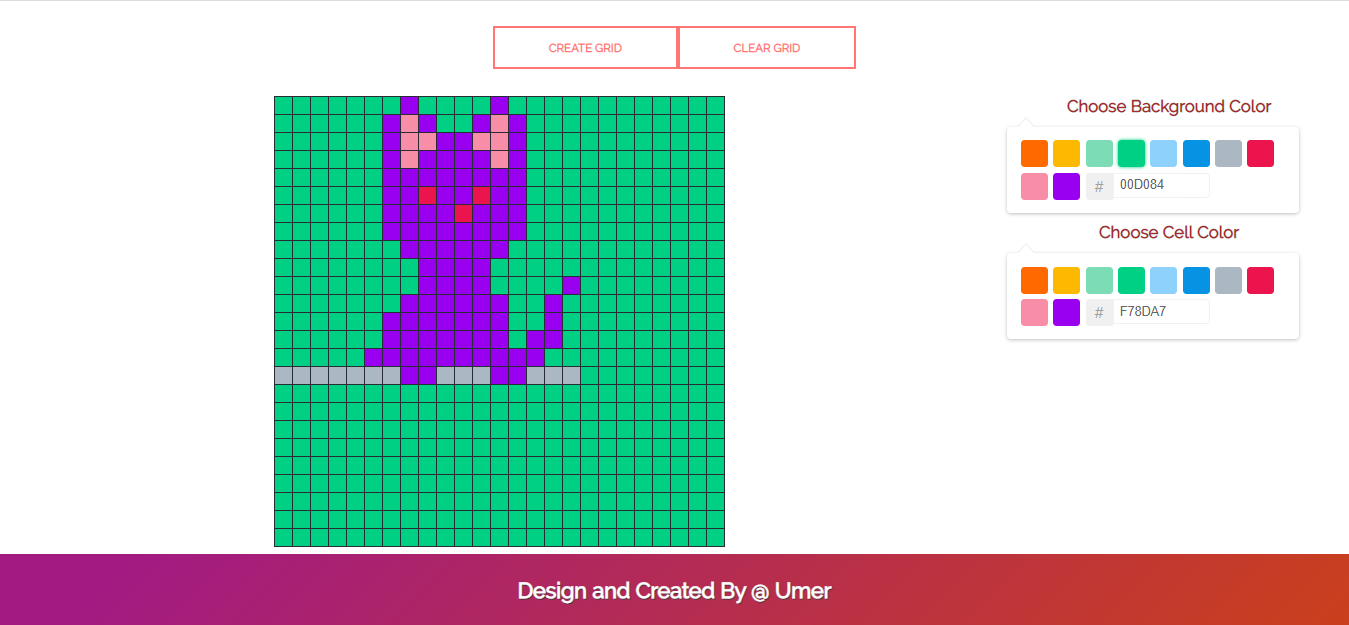 CREATE GRID
CLEAR GRID
Choose Background Color
# 00D084
Choose Cell Color
# F78DA7
Design and Created By @ Umer